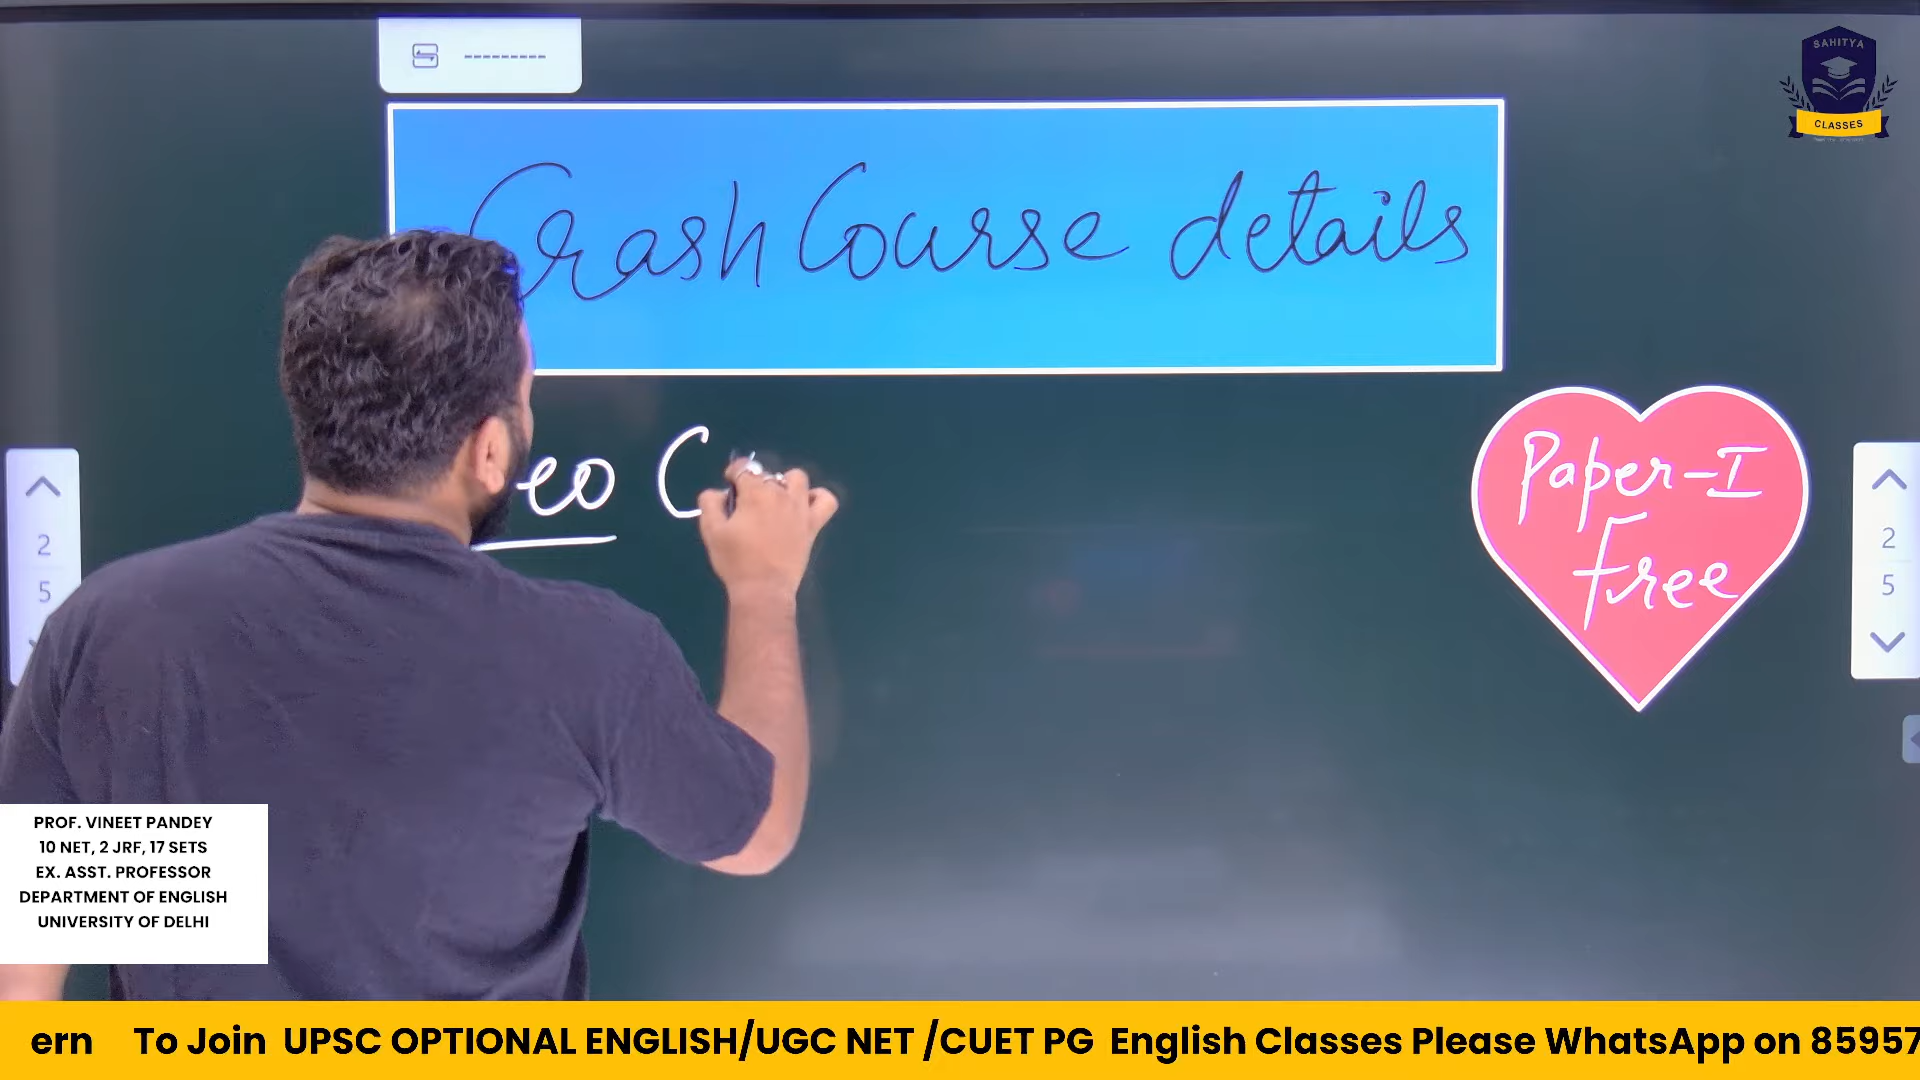 SAHITYA
CLASSES
Crash Course details
Paper-I
Free
2
5
2
5
PROF. VINEET PANDEY
10 NET, 2 JRF, 17 SETS
EX. ASST. PROFESSOR
DEPARTMENT OF ENGLISH
UNIVERSITY OF DELHI
ern To Join UPSC OPTIONAL ENGLISH/UGC NET /CUET PG English Classes Please WhatsApp on 85957